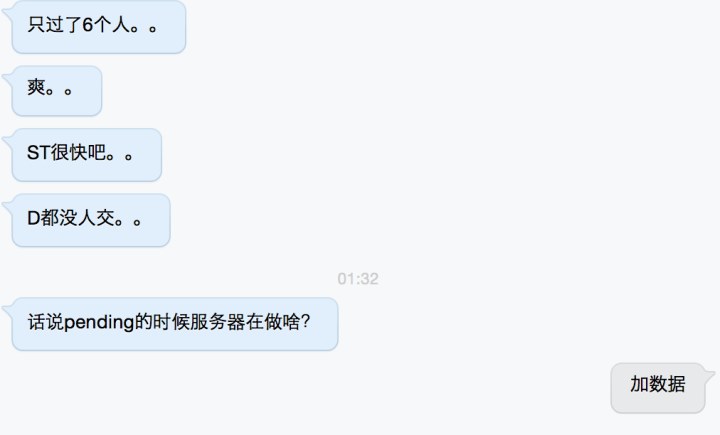 只过了6个人。。
爽。。
ST很快吧。。
D都没人交。。
01:32
话说pending的时候服务器在做啥?
加数据